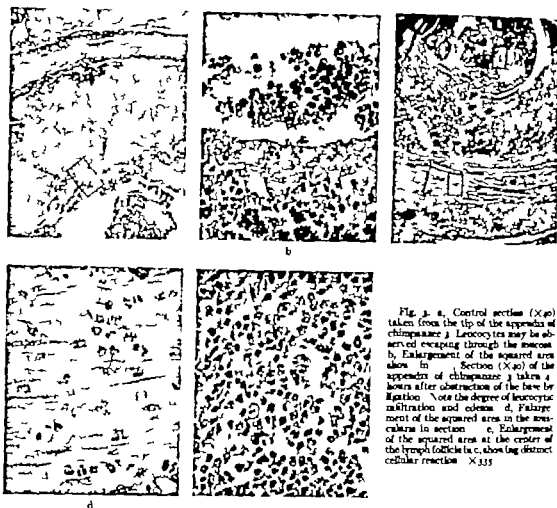 b
d
Fig. 3. a, Control section (×40)
taken from the tip of the appendix of
chimpanzee 3 Leucocytes may be ob-
served escaping through the mucosa
b, Enlargement of the squared area
show in Section (×40) of the
appendix of chimpanzee 3 taken 4
hours after obstruction of the base by
ligation Note the degree of leucocytic
infiltration and edema d, Enlarge
ment of the squared area in the mus-
cularis in section e, Enlargement
of the squared area at the center of
the lymph follicle in c, showing distinct
cellular reaction ×335